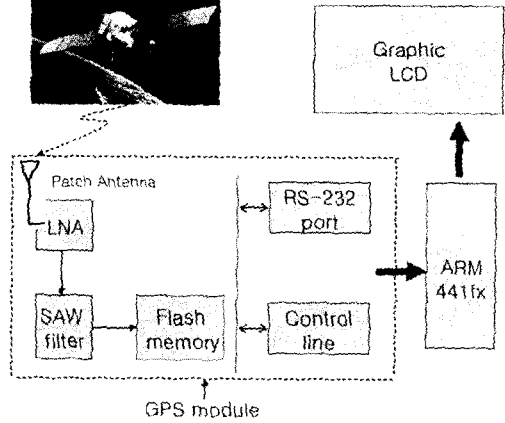 Graphic
LCD
Patch Antenna
LNA
RS-232
port
ARM
441fx
SAW
filter
Flash
memory
Control
line
GPS module